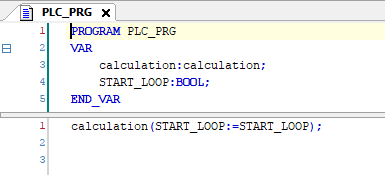 PLC_PRG
1 PROGRAM PLC_PRG
2 VAR
3 calculation:calculation;
4 START_LOOP:BOOL;
5 END_VAR
1 calculation(START_LOOP:=START_LOOP);
2
3